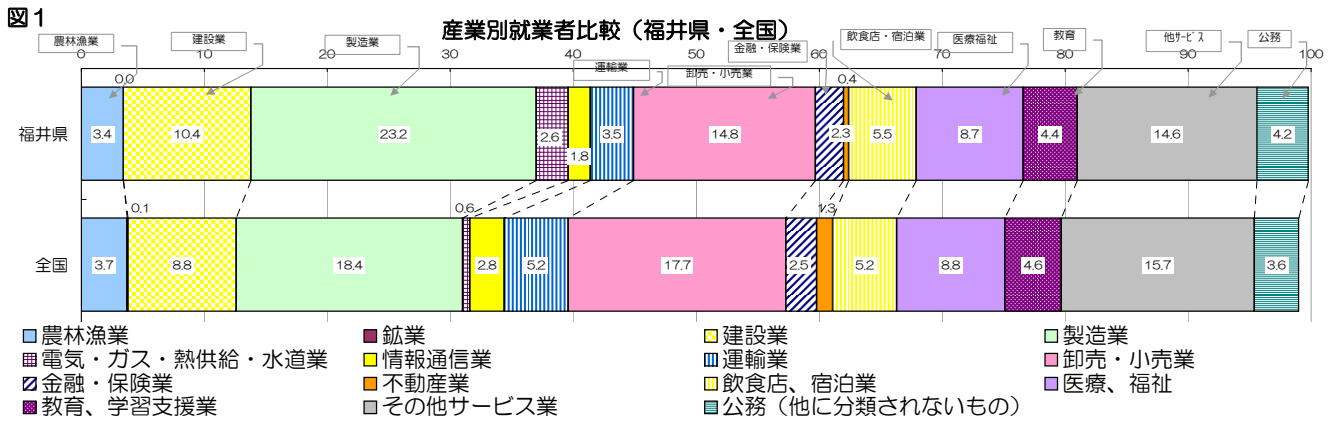 図1
産業別就業者比較（福井県・全国）
農林漁業 建設業 製造業 運輸業 卸売・小売業 金融・保険業 飲食店・宿泊業 医療福祉 教育 他ｻｰﾋﾞｽ 公務
0 10 20 30 40 50 60 70 80 90 100
0.0 0.4
福井県 3.4 10.4 23.2 2.6 1.8 3.5 14.8 2.3 5.5 8.7 4.4 14.6 4.2
0.1 0.6 1.3
全国 3.7 8.8 18.4 2.8 5.2 17.7 2.5 5.2 8.8 4.6 15.7 3.6
農林漁業 鉱業 建設業 製造業
電気・ガス・熱供給・水道業 情報通信業 運輸業 卸売・小売業
金融・保険業 不動産業 飲食店、宿泊業 医療、福祉
教育、学習支援業 その他サービス業 公務（他に分類されないもの）